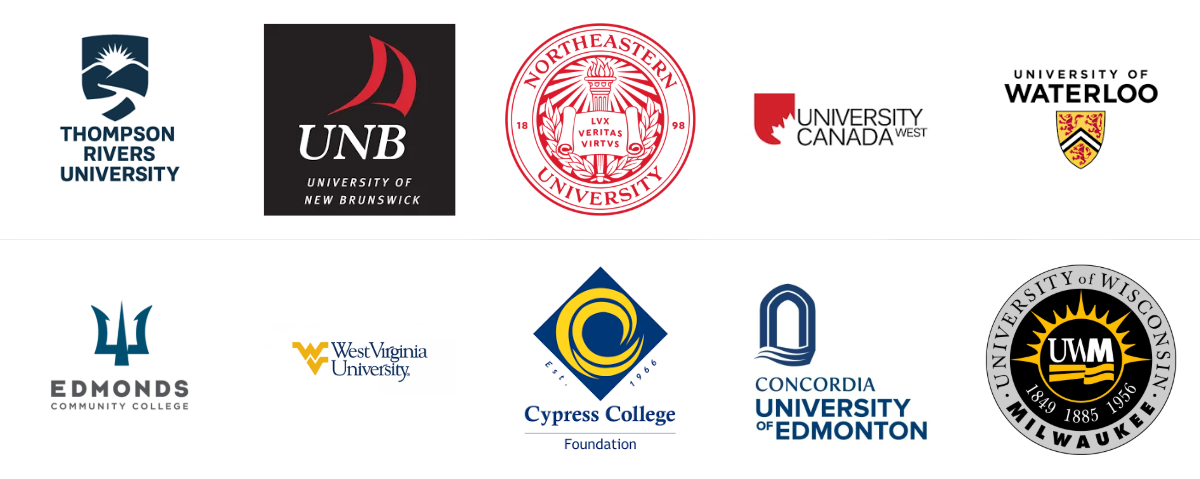 THOMPSON
RIVERS
UNIVERSITY
UNB
UNIVERSITY OF
NEW BRUNSWICK
NORTHEASTERN
LVX
VERITAS
VIRTVS
18 98
UNIVERSITY
UNIVERSITY
CANADA WEST
UNIVERSITY OF
WATERLOO
EDMONDS
COMMUNITY COLLEGE
WV
WestVirginia
University®
Est. 1966
Cypress College
Foundation
CONCORDIA
UNIVERSITY
OF EDMONTON
UNIVERSITY of WISCONSIN
UWM
1849 1885 1956
MILWAUKEE